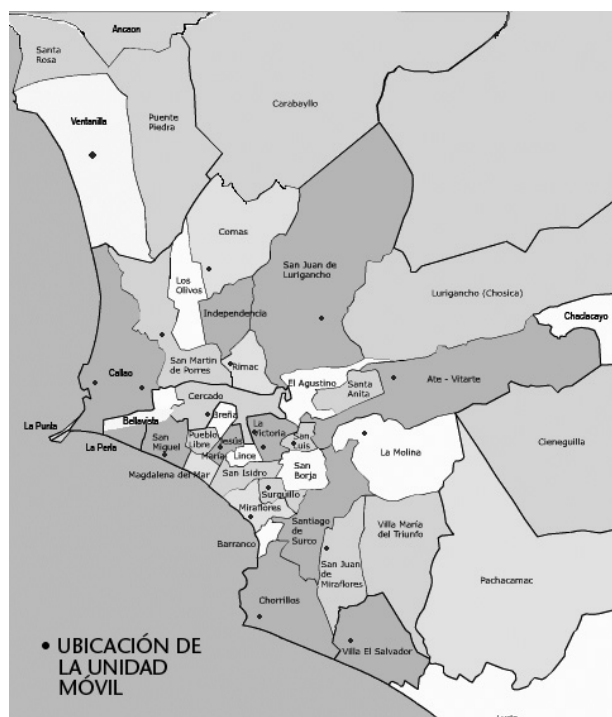 Ancaon
Santa
Rosa
Carabayllo
Ventanilla
Puente
Piedra
Comas
San Juan de
Lurigancho
Los
Olivos
Lurigancho (Chosica)
Independencia
Chaclacayo
San Martin
de Porres
Rimac
Callao
El Agustino
Santa
Anita
Ate - Vitarte
Cercado
Breña
La Punta
Bellavista
La Perla
San
Miguel
Pueblo
Libre
Jesús
María
La
Victoria
San
Luis
La Molina
Cieneguilla
Lince
Magdalena del Mar
San Isidro
San
Borja
Surquillo
Miraflores
Barranco
Santiago
de
Surco
Villa María
del Triunfo
San Juan
de
Miraflores
Pachacamac
Chorrillos
Villa El Salvador
• UBICACIÓN DE
LA UNIDAD
MÓVIL